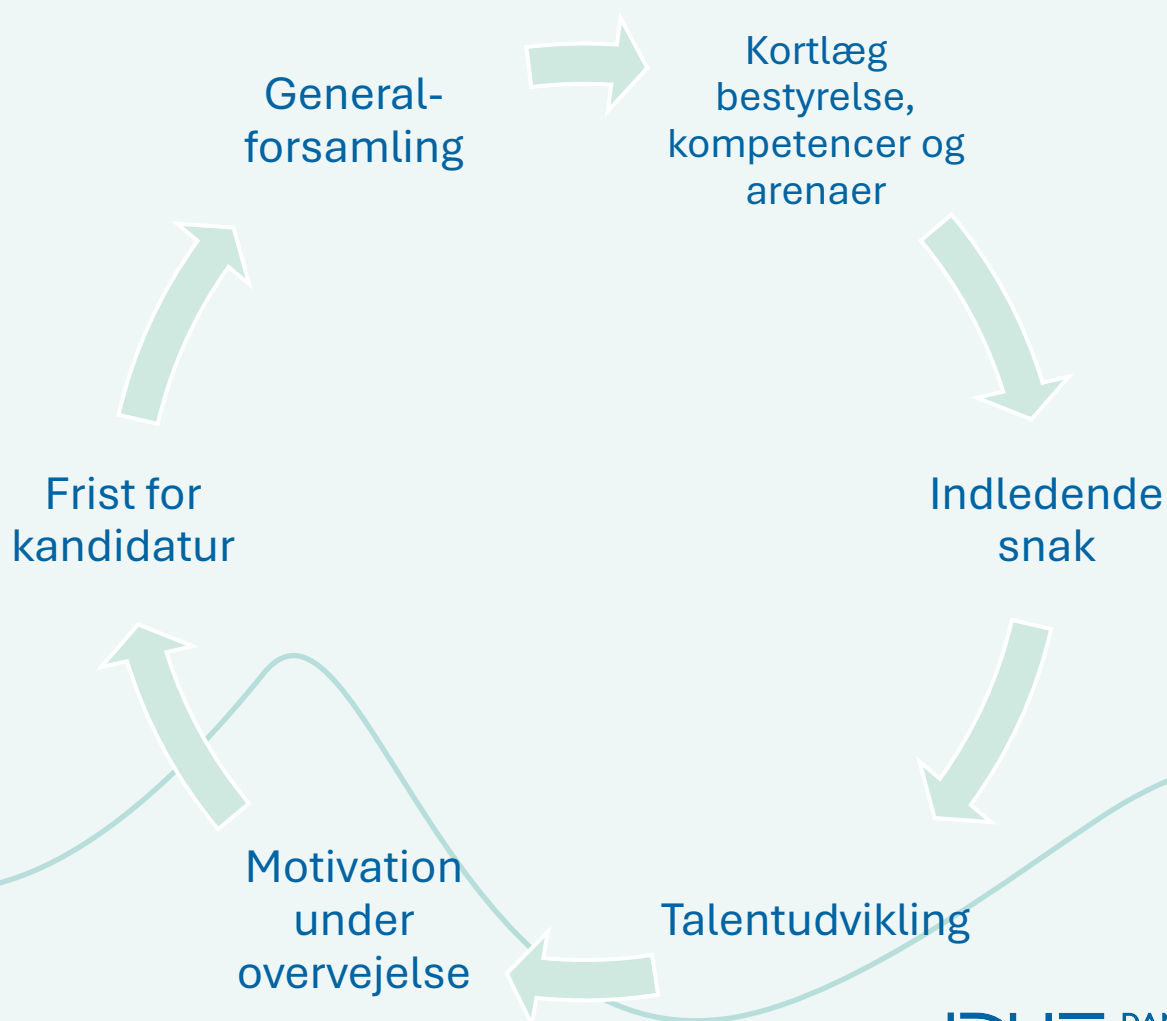 General-
forsamling
Kortlæg
bestyrelse,
kompetencer og
arenaer
Indledende
snak
Talentudvikling
Motivation
under
overvejelse
Frist for
kandidatur